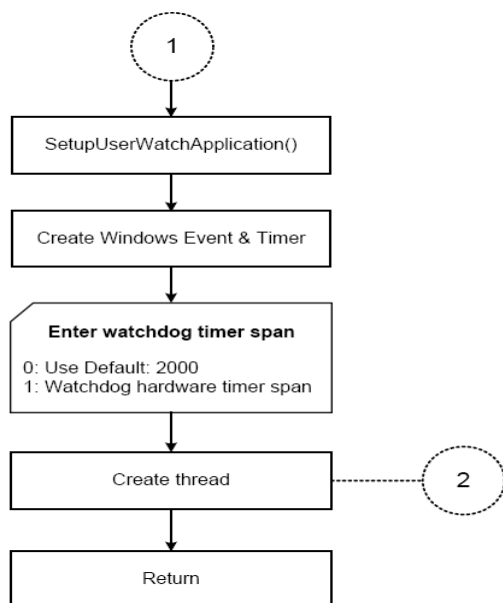 1
SetupUserWatchApplication()
Create Windows Event & Timer
Enter watchdog timer span
0: Use Default: 2000
1: Watchdog hardware timer span
Create thread
2
Return